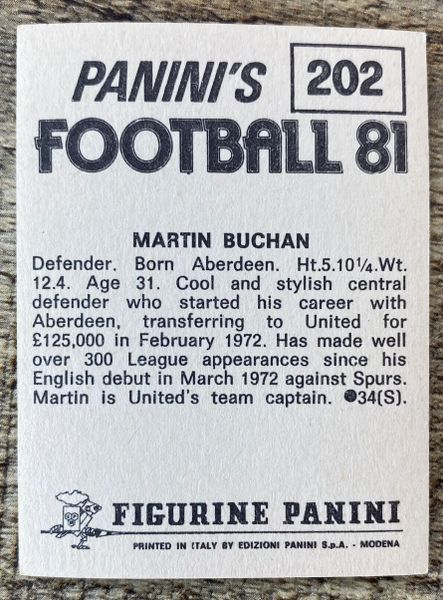 PANINI'S 202
FOOTBALL 81
MARTIN BUCHAN
Defender. Born Aberdeen. Ht.5.10¼.Wt.
12.4. Age 31. Cool and stylish central
defender who started his career with
Aberdeen, transferring to United for
£125,000 in February 1972. Has made well
over 300 League appearances since his
English debut in March 1972 against Spurs.
Martin is United's team captain. ●34(S).
FIGURINE PANINI
PRINTED IN ITALY BY EDIZIONI PANINI S.p.A. - MODENA